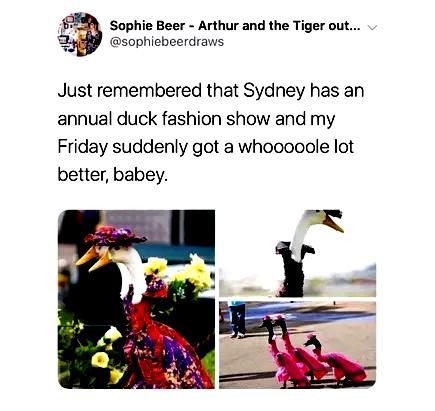 Sophie Beer - Arthur and the Tiger out...
@sophiebeerdraws
Just remembered that Sydney has an
annual duck fashion show and my
Friday suddenly got a whooooole lot
better, babey.